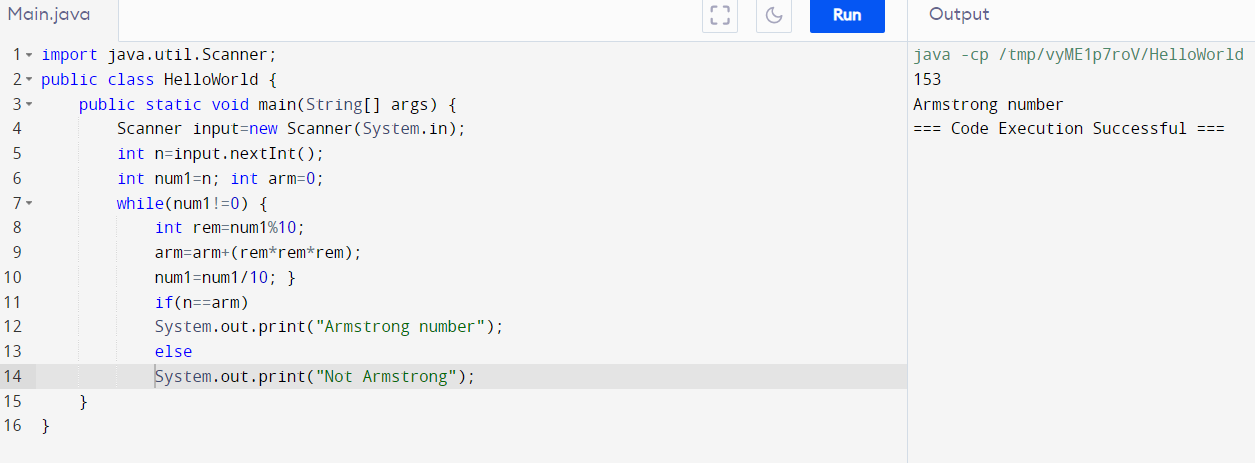 Main.java
Run
Output
1 import java.util.Scanner;
2 public class HelloWorld {
3     public static void main(String[] args) {
4         Scanner input=new Scanner(System.in);
5         int n=input.nextInt();
6         int num1=n; int arm=0;
7         while(num1!=0) {
8             int rem=num1%10;
9             arm=arm+(rem*rem*rem);
10             num1=num1/10; }
11             if(n==arm)
12             System.out.print("Armstrong number");
13             else
14             System.out.print("Not Armstrong");
15     }
16 }
java -cp /tmp/vyME1p7roV/HelloWorld
153
Armstrong number
=== Code Execution Successful ===